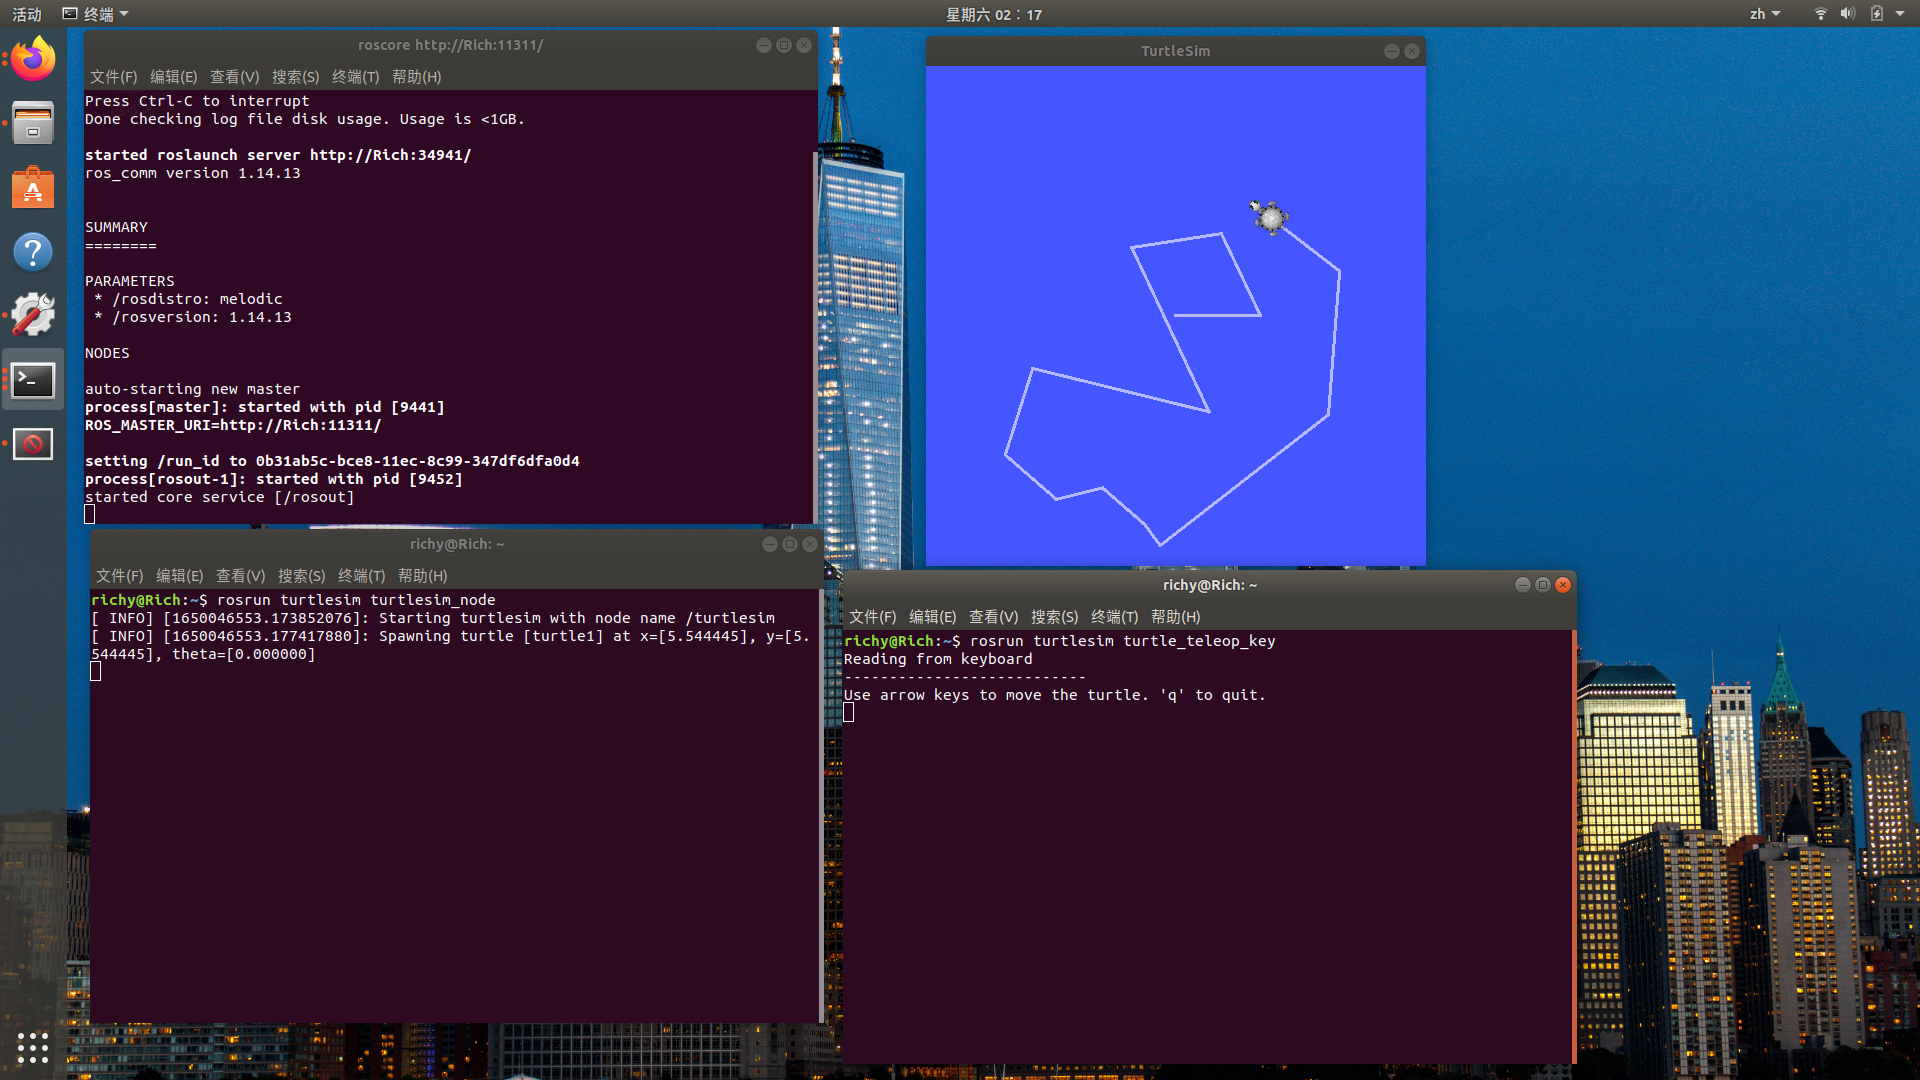 活动
终端
星期六 02：17
zh
roscore http://Rich:11311/
文件(F) 编辑(E) 查看(V) 搜索(S) 终端(T) 帮助(H)
Press Ctrl-C to interrupt
Done checking log file disk usage. Usage is <1GB.
started roslaunch server http://Rich:34941/
ros_comm version 1.14.13
SUMMARY
========
PARAMETERS
* /rosdistro: melodic
* /rosversion: 1.14.13
NODES
auto-starting new master
process[master]: started with pid [9441]
ROS_MASTER_URI=http://Rich:11311/
setting /run_id to 0b31ab5c-bce8-11ec-8c99-347df6dfa0d4
process[rosout-1]: started with pid [9452]
started core service [/rosout]
TurtleSim
richy@Rich: ~
文件(F) 编辑(E) 查看(V) 搜索(S) 终端(T) 帮助(H)
richy@Rich:~$ rosrun turtlesim turtlesim_node
[ INFO] [1650046553.173852076]: Starting turtlesim with node name /turtlesim
[ INFO] [1650046553.177417880]: Spawning turtle [turtle1] at x=[5.544445], y=[5.
544445], theta=[0.000000]
richy@Rich: ~
文件(F) 编辑(E) 查看(V) 搜索(S) 终端(T) 帮助(H)
richy@Rich:~$ rosrun turtlesim turtle_teleop_key
Reading from keyboard
---------------------------
Use arrow keys to move the turtle. 'q' to quit.